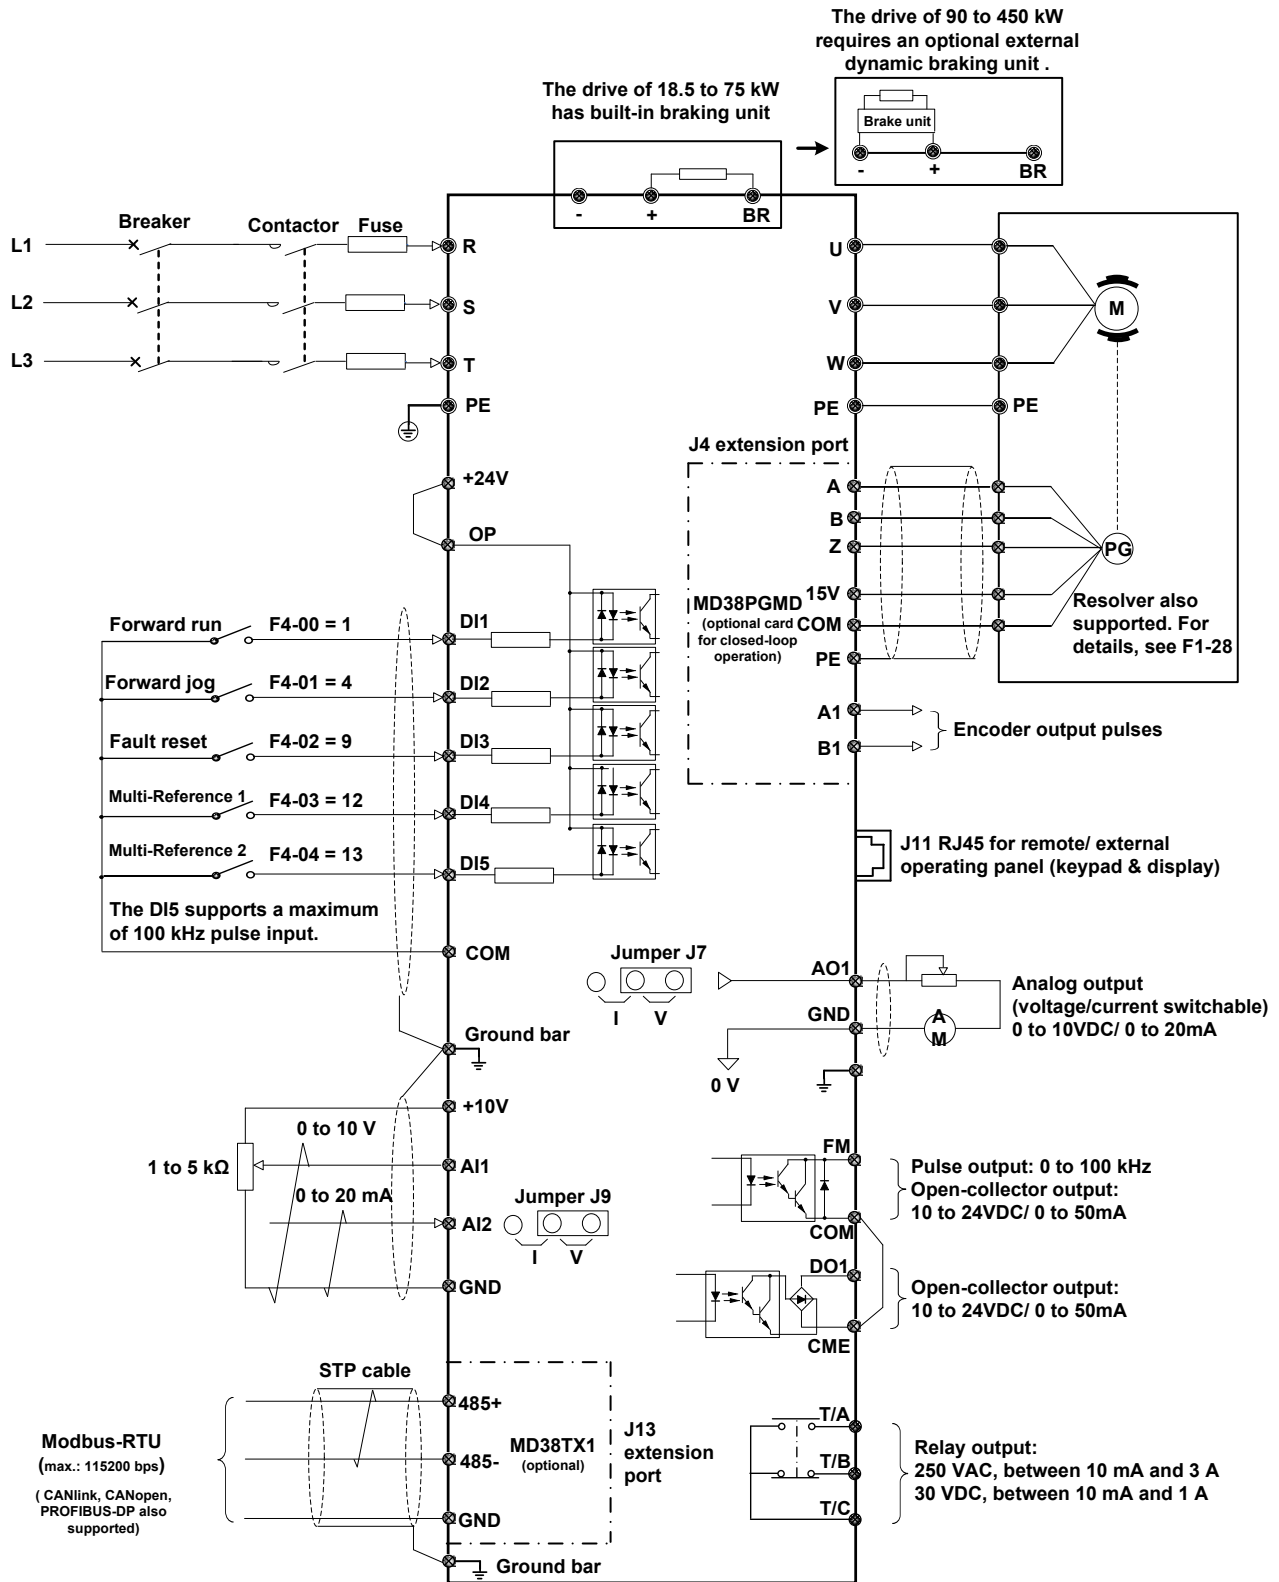 The drive of 90 to 450 kW
requires an optional external
dynamic braking unit .
The drive of 18.5 to 75 kW
has built-in braking unit
Brake unit
- + BR
- + BR
Breaker Contactor Fuse
L1 R
L2 S
L3 T
PE
U
V
W
PE PE
M
J4 extension port
+24V
OP
A
B
Z
15V
COM
PE
A1
B1
MD38PGMD
(optional card
for closed-loop
operation)
PG
Resolver also
supported. For
details, see F1-28
Encoder output pulses
Forward run F4-00 = 1 DI1
Forward jog F4-01 = 4 DI2
Fault reset F4-02 = 9 DI3
Multi-Reference 1 F4-03 = 12 DI4
Multi-Reference 2 F4-04 = 13 DI5
The DI5 supports a maximum
of 100 kHz pulse input.
COM
J11 RJ45 for remote/ external
operating panel (keypad & display)
Jumper J7
I V
AO1
GND
0 V
A
M
Analog output
(voltage/current switchable)
0 to 10VDC/ 0 to 20mA
Ground bar
+10V
0 to 10 V
1 to 5 kΩ
AI1
0 to 20 mA
AI2
Jumper J9
I V
GND
FM
COM
Pulse output: 0 to 100 kHz
Open-collector output:
10 to 24VDC/ 0 to 50mA
DO1
CME
Open-collector output:
10 to 24VDC/ 0 to 50mA
STP cable
485+
485-
GND
Modbus-RTU
(max.: 115200 bps)
( CANlink, CANopen,
PROFIBUS-DP also
supported)
MD38TX1
(optional)
J13
extension
port
Ground bar
T/A
T/B
T/C
Relay output:
250 VAC, between 10 mA and 3 A
30 VDC, between 10 mA and 1 A